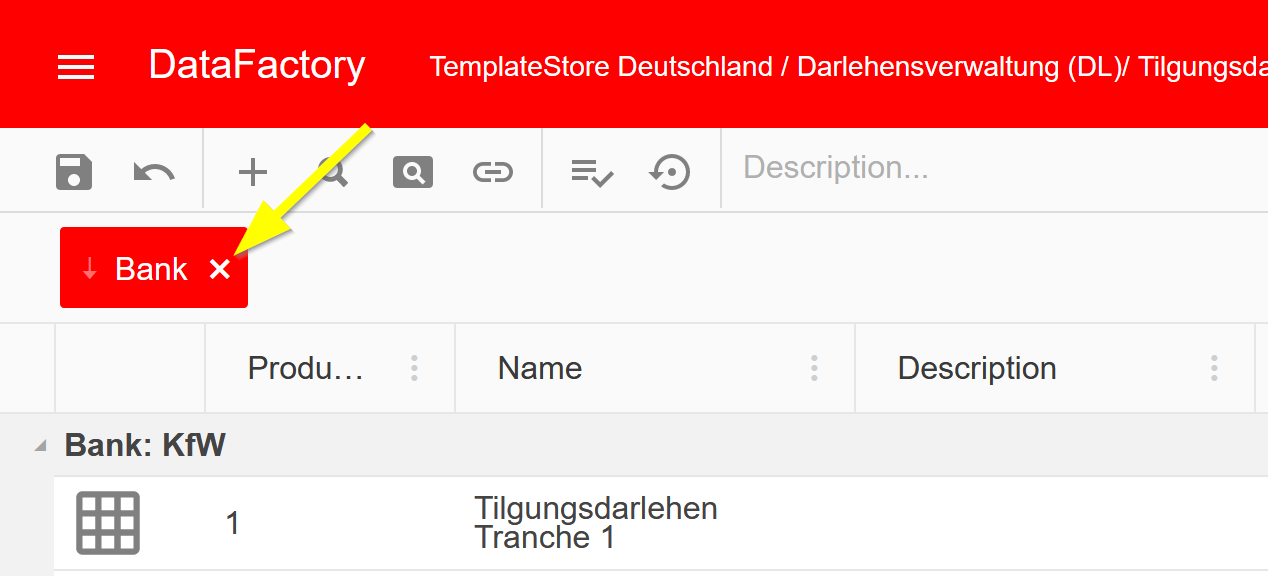 DataFactory
TemplateStore Deutschland / Darlehensverwaltung (DL)/ Tilgungsda
Description...
Bank
Produ...
Name
Description
Bank: KfW
1
Tilgungsdarlehen
Tranche 1